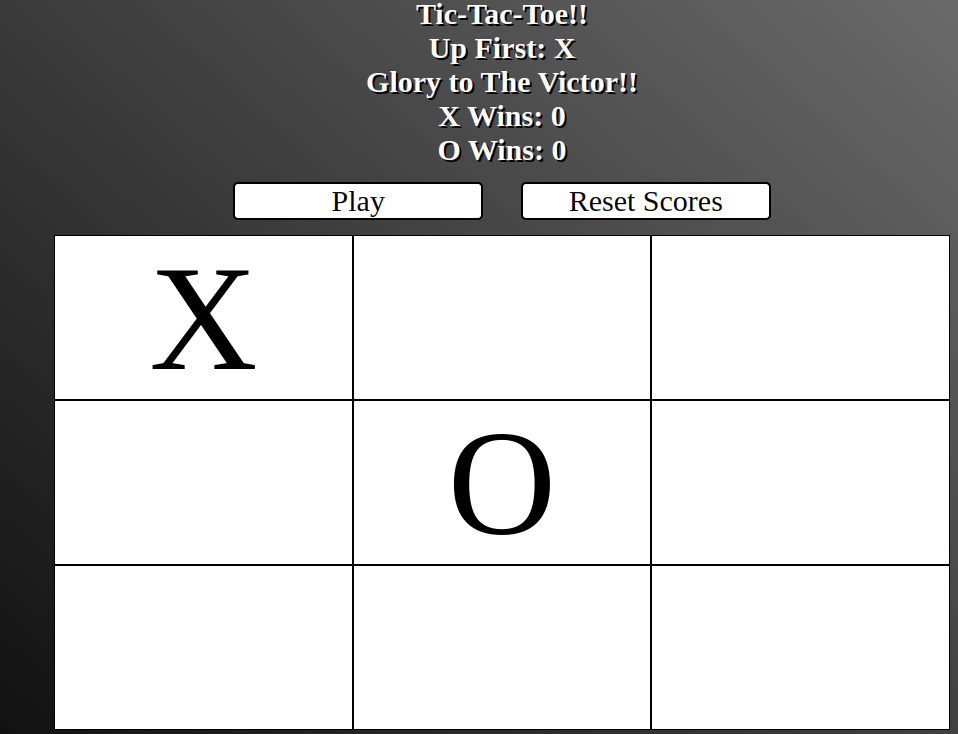 Tic-Tac-Toe!!
Up First: X
Glory to The Victor!!
X Wins: 0
O Wins: 0
Play Reset Scores
X
O